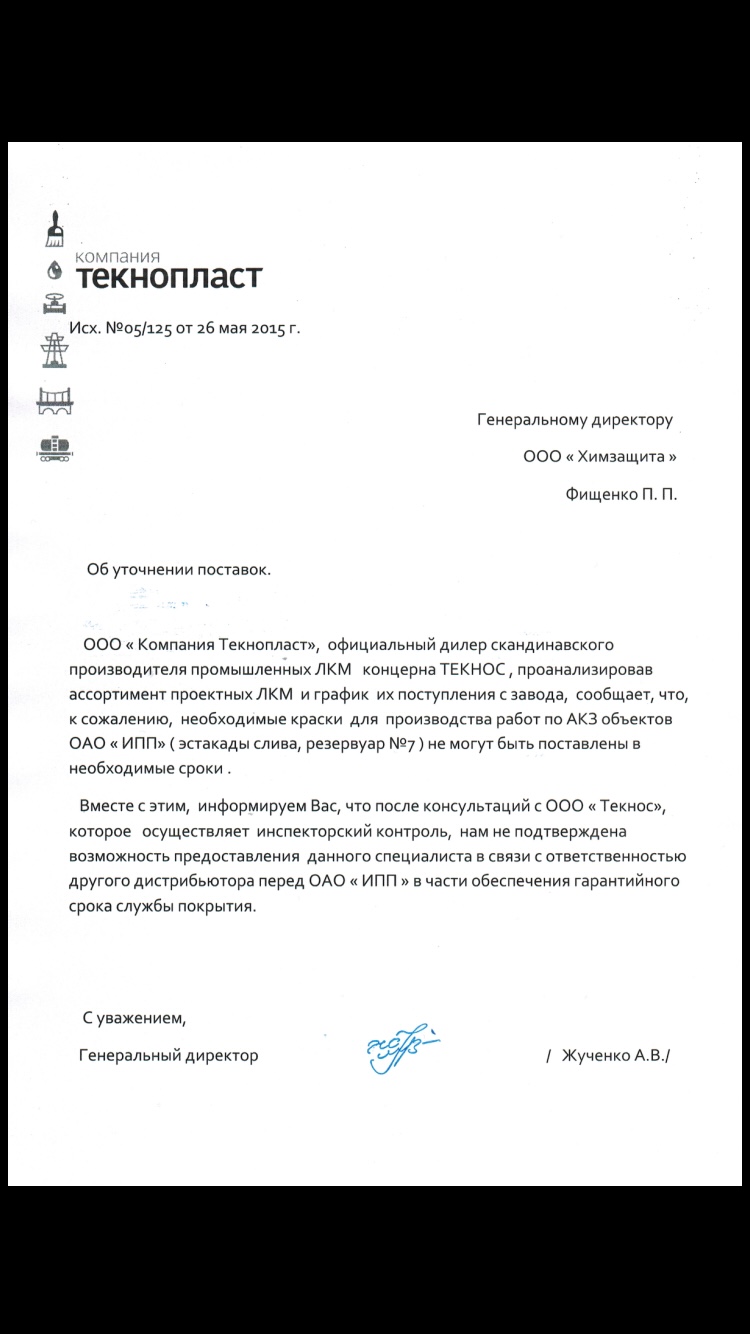 компания
текнопласт
Исх. №05/125 от 26 мая 2015 г.
Генеральному директору
ООО « Химзащита »
Фищенко П. П.
Об уточнении поставок.
ООО « Компания Текнопласт», официальный дилер скандинавского
производителя промышленных ЛКМ концерна ТЕКНОС , проанализировав
ассортимент проектных ЛКМ и график их поступления с завода, сообщает, что,
к сожалению, необходимые краски для производства работ по АКЗ объектов
ОАО « ИПП» ( эстакады слива, резервуар №7 ) не могут быть поставлены в
необходимые сроки .
Вместе с этим, информируем Вас, что после консультаций с ООО « Текнос»,
которое осуществляет инспекторский контроль, нам не подтверждена
возможность предоставления данного специалиста в связи с ответственностью
другого дистрибьютора перед ОАО « ИПП » в части обеспечения гарантийного
срока службы покрытия.
С уважением,
Генеральный директор
/ Жученко А.В./